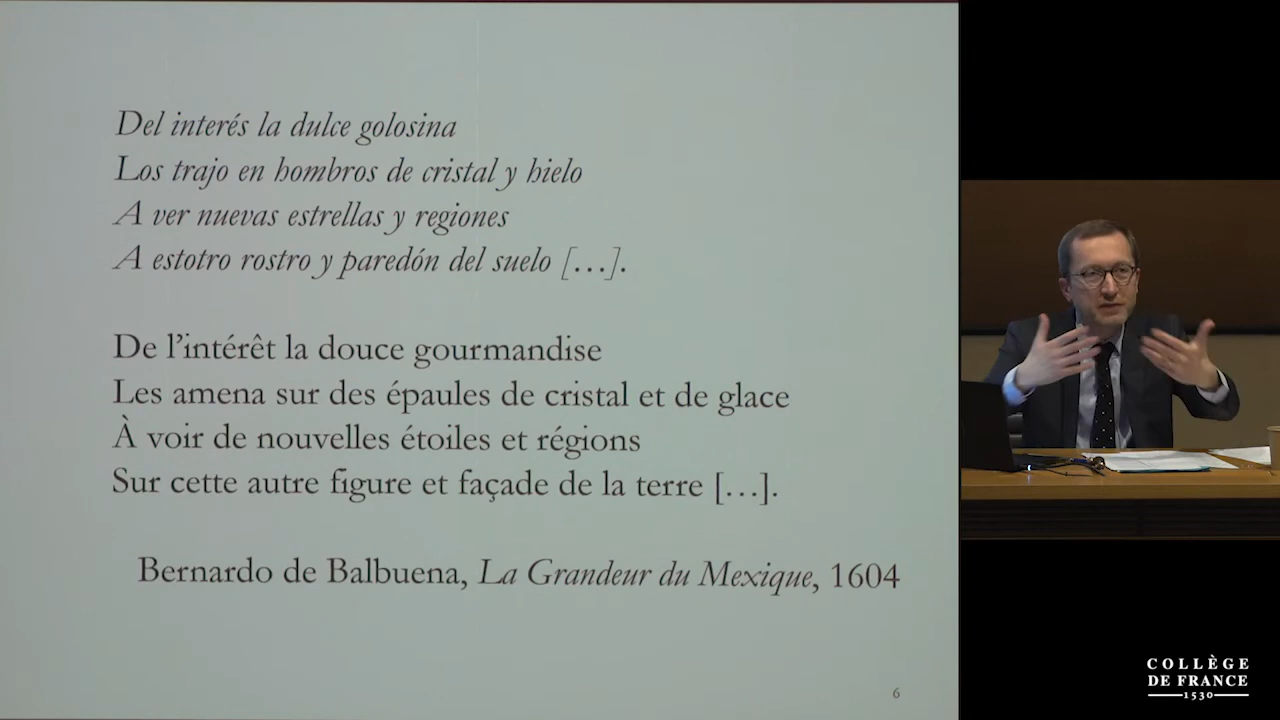 Del interés la dulce golosina
Los trajo en hombros de cristal y hielo
A ver nuevas estrellas y regiones
A estotro rostro y paredón del suelo […].
De l’intérêt la douce gourmandise
Les amena sur des épaules de cristal et de glace
À voir de nouvelles étoiles et régions
Sur cette autre figure et façade de la terre […].
Bernardo de Balbuena, La Grandeur du Mexique, 1604
6
COLLÈGE
DE FRANCE
1530